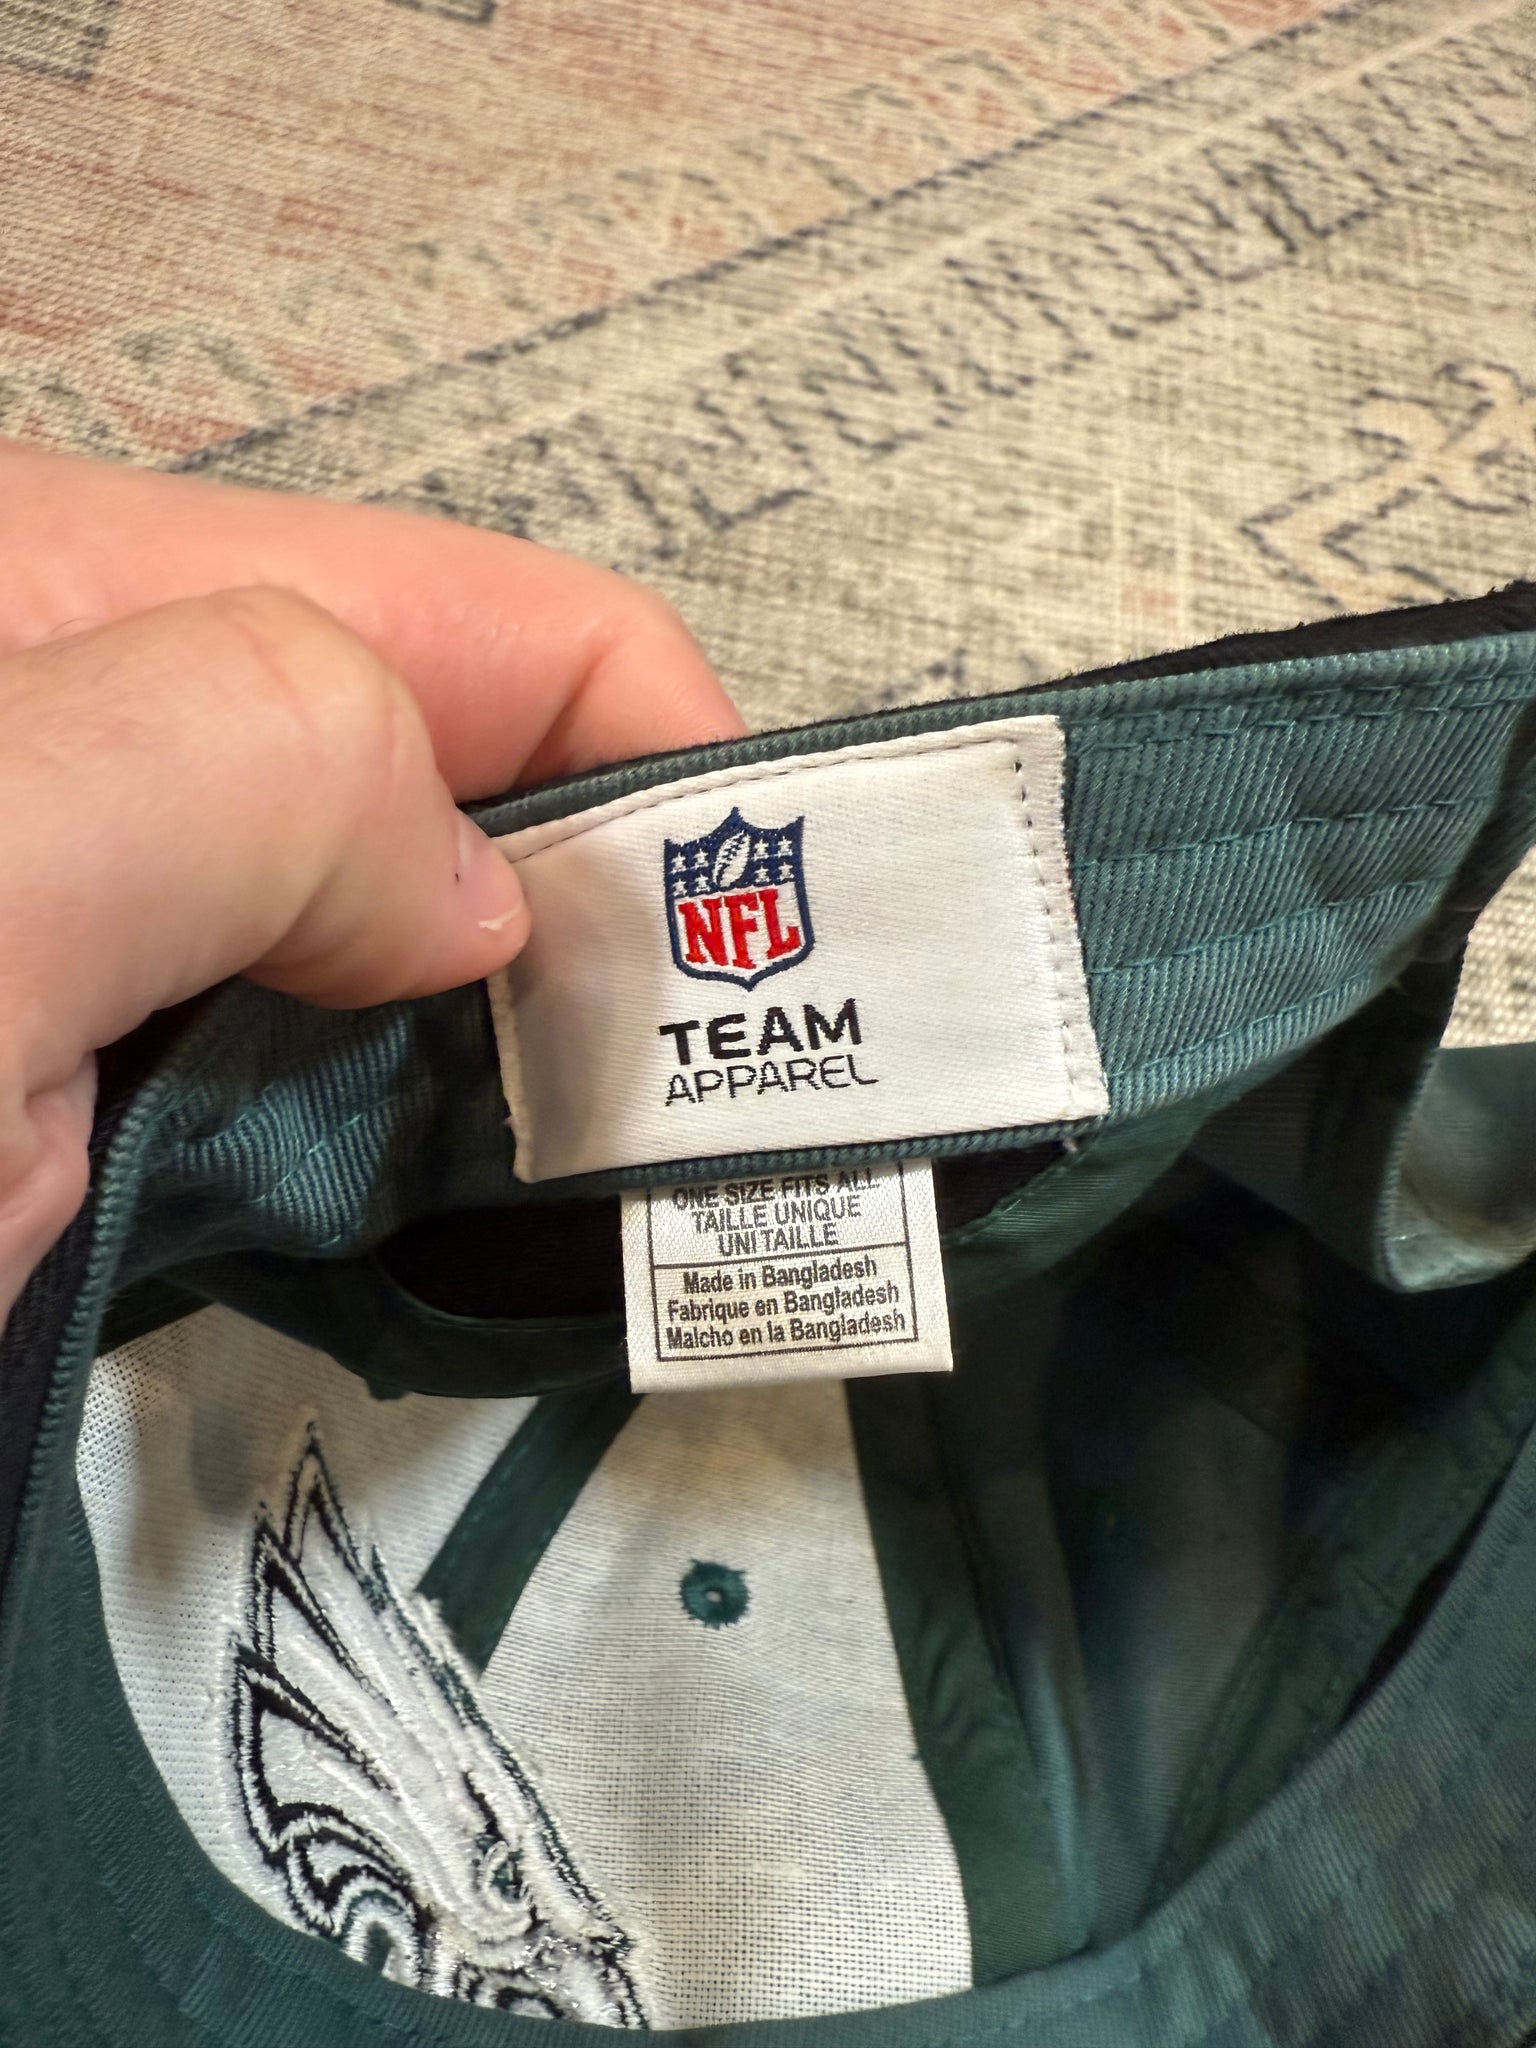 NFL
TEAM
APPAREL
ONE SIZE FITS ALL
TAILLE UNIQUE
UNI TAILLE
Made in Bangladesh
Fabrique en Bangladesh
Malcho en la Bangladesh